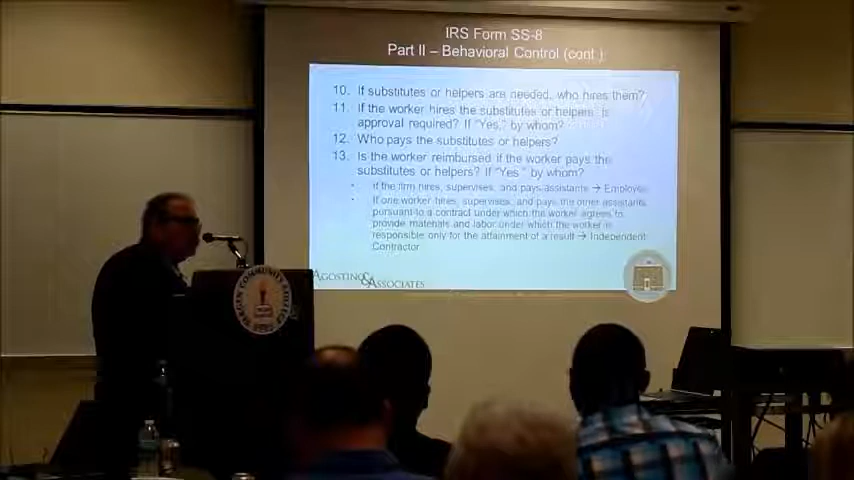 IRS Form SS-8
Part II – Behavioral Control (cont.)
10. If substitutes or helpers are needed, who hires them?
11. If the worker hires the substitutes or helpers, is
approval required? If "Yes," by whom?
12. Who pays the substitutes or helpers?
13. Is the worker reimbursed if the worker pays the
substitutes or helpers? If "Yes," by whom?
• If the firm hires, supervises, and pays assistants → Employee
• If one worker hires, supervises, and pays the other assistants
pursuant to a contract under which the worker agrees to
provide materials and labor under which the worker is
responsible only for the attainment of a result → Independent
Contractor
AGOSTINO & ASSOCIATES
BERGEN COMMUNITY COLLEGE